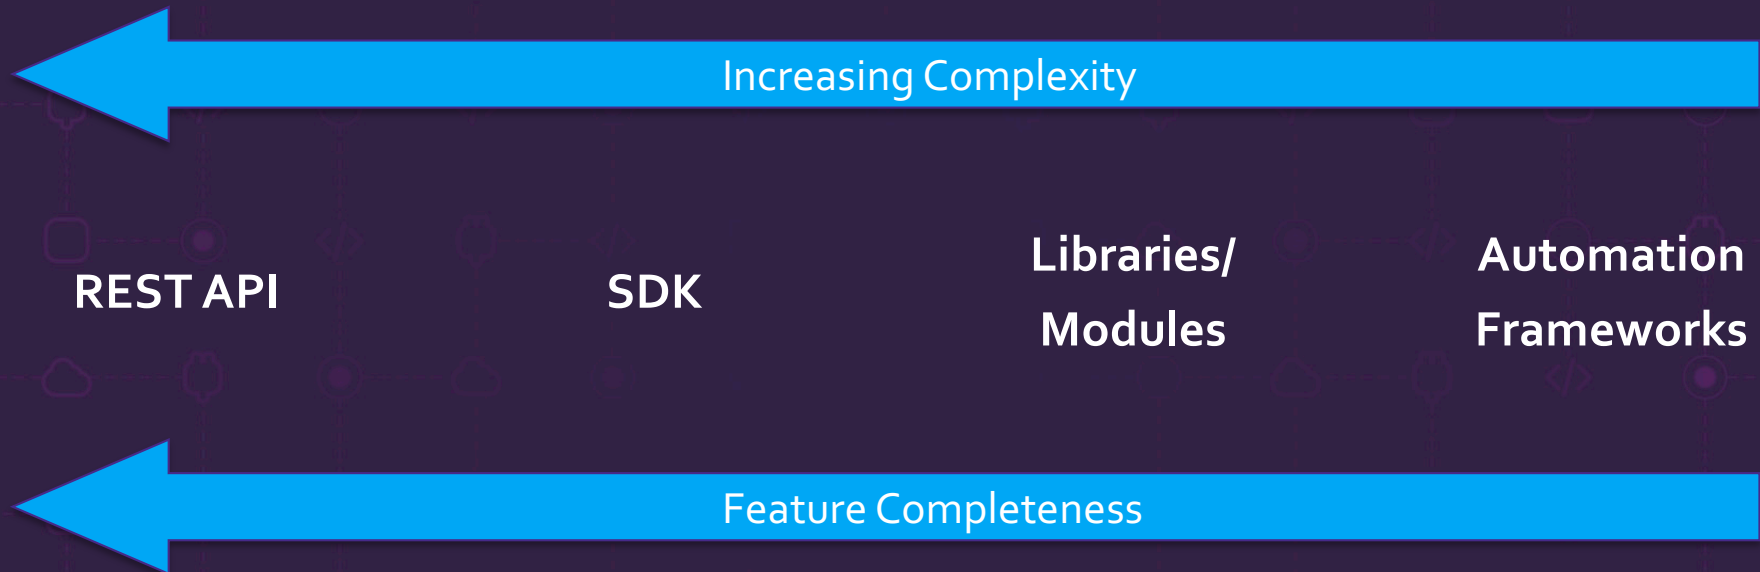 Increasing Complexity
REST API
SDK
Libraries/
Modules
Automation
Frameworks
Feature Completeness